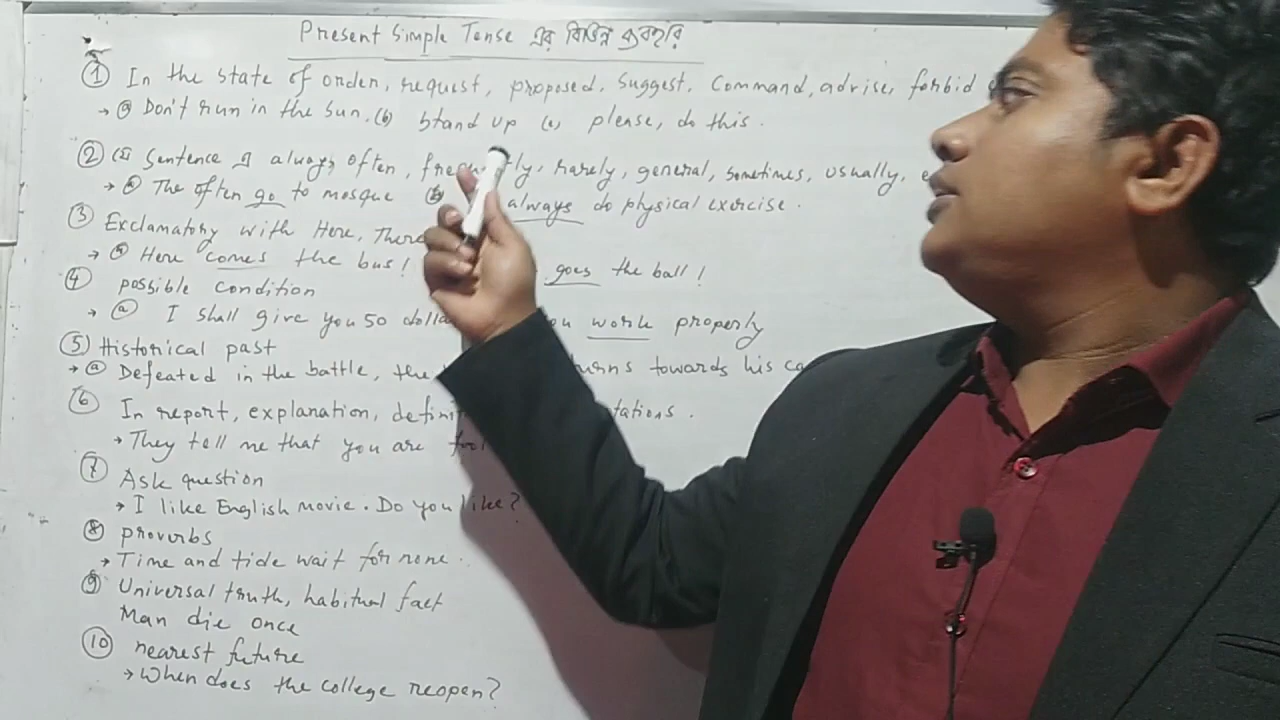 Present Simple Tense এর বিভিন্ন ব্যবহার
① In the state of order, request, proposed, suggest, command, advise, forbid
→ ⓐ Don't run in the sun. (b) stand up (c) please, do this.
② যে sentence এ always, often, frequently, rarely, general, sometimes, usually,
→ ⓐ The often go to mosque ⓑ always do physical exercise.
③ Exclamatory with Here, There
→ ⓐ Here comes the bus! goes the ball!
④ possible condition
→ ⓐ I shall give you 50 work properly
⑤ Historical past
→ ⓐ Defeated in the battle, the towards his
⑥ In report, explanation,
→ They tell me that you are
⑦ Ask question
→ I like English movie. Do you like?
⑧ proverbs
→ Time and tide wait for none.
⑨ Universal truth, habitual fact
Man die once
⑩ nearest future
→ When does the college reopen?